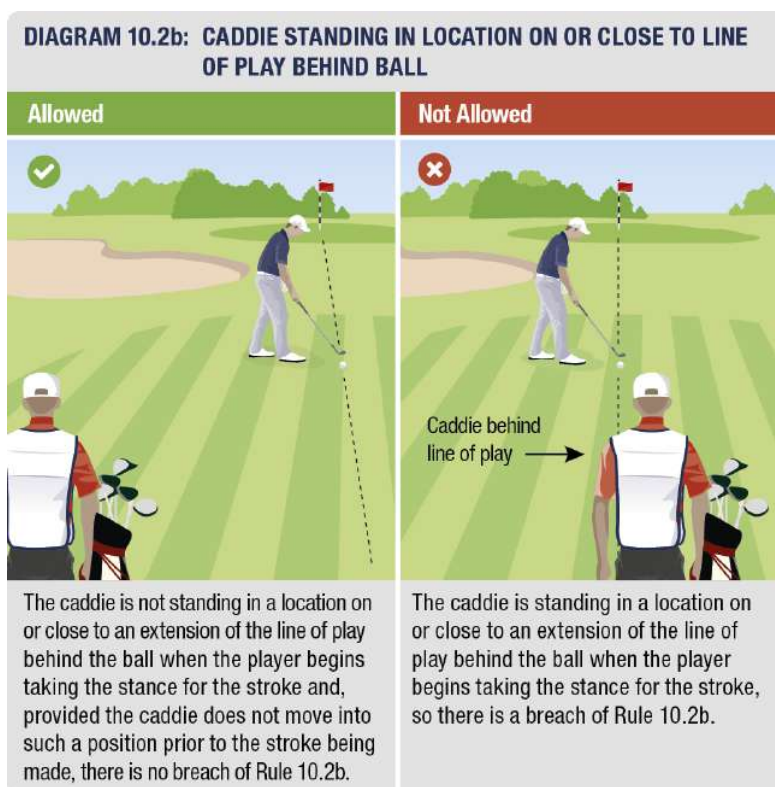 DIAGRAM 10.2b: CADDIE STANDING IN LOCATION ON OR CLOSE TO LINE
OF PLAY BEHIND BALL
Allowed
Not Allowed
Caddie behind
line of play
The caddie is not standing in a location on
or close to an extension of the line of play
behind the ball when the player begins
taking the stance for the stroke and,
provided the caddie does not move into
such a position prior to the stroke being
made, there is no breach of Rule 10.2b.
The caddie is standing in a location on
or close to an extension of the line of
play behind the ball when the player
begins taking the stance for the stroke,
so there is a breach of Rule 10.2b.